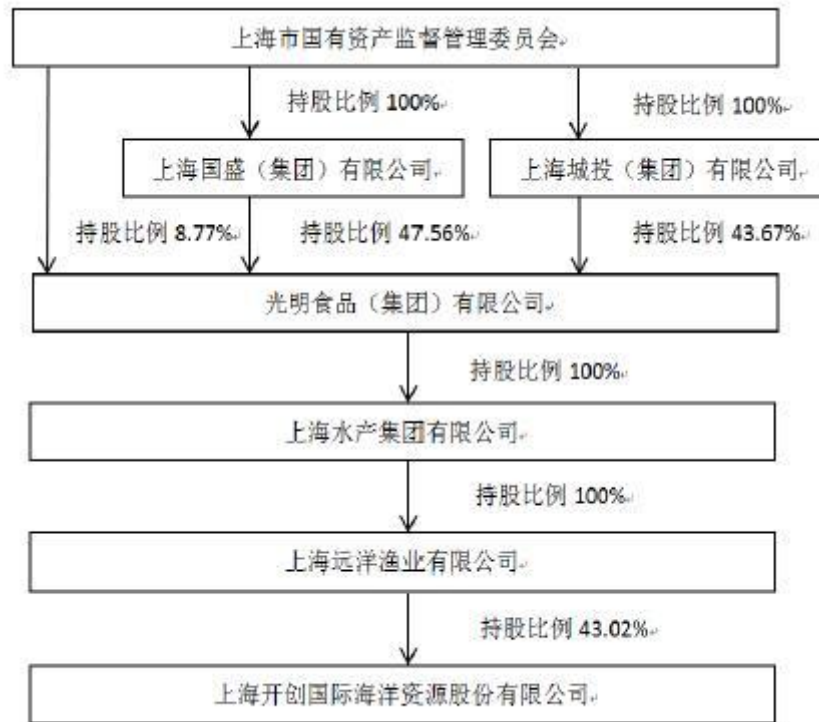 上海市国有资产监督管理委员会
持股比例 100%
持股比例 100%
上海国盛（集团）有限公司
上海城投（集团）有限公司
持股比例 8.77%
持股比例 47.56%
持股比例 43.67%
光明食品（集团）有限公司
持股比例 100%
上海水产集团有限公司
持股比例 100%
上海远洋渔业有限公司
持股比例 43.02%
上海开创国际海洋资源股份有限公司